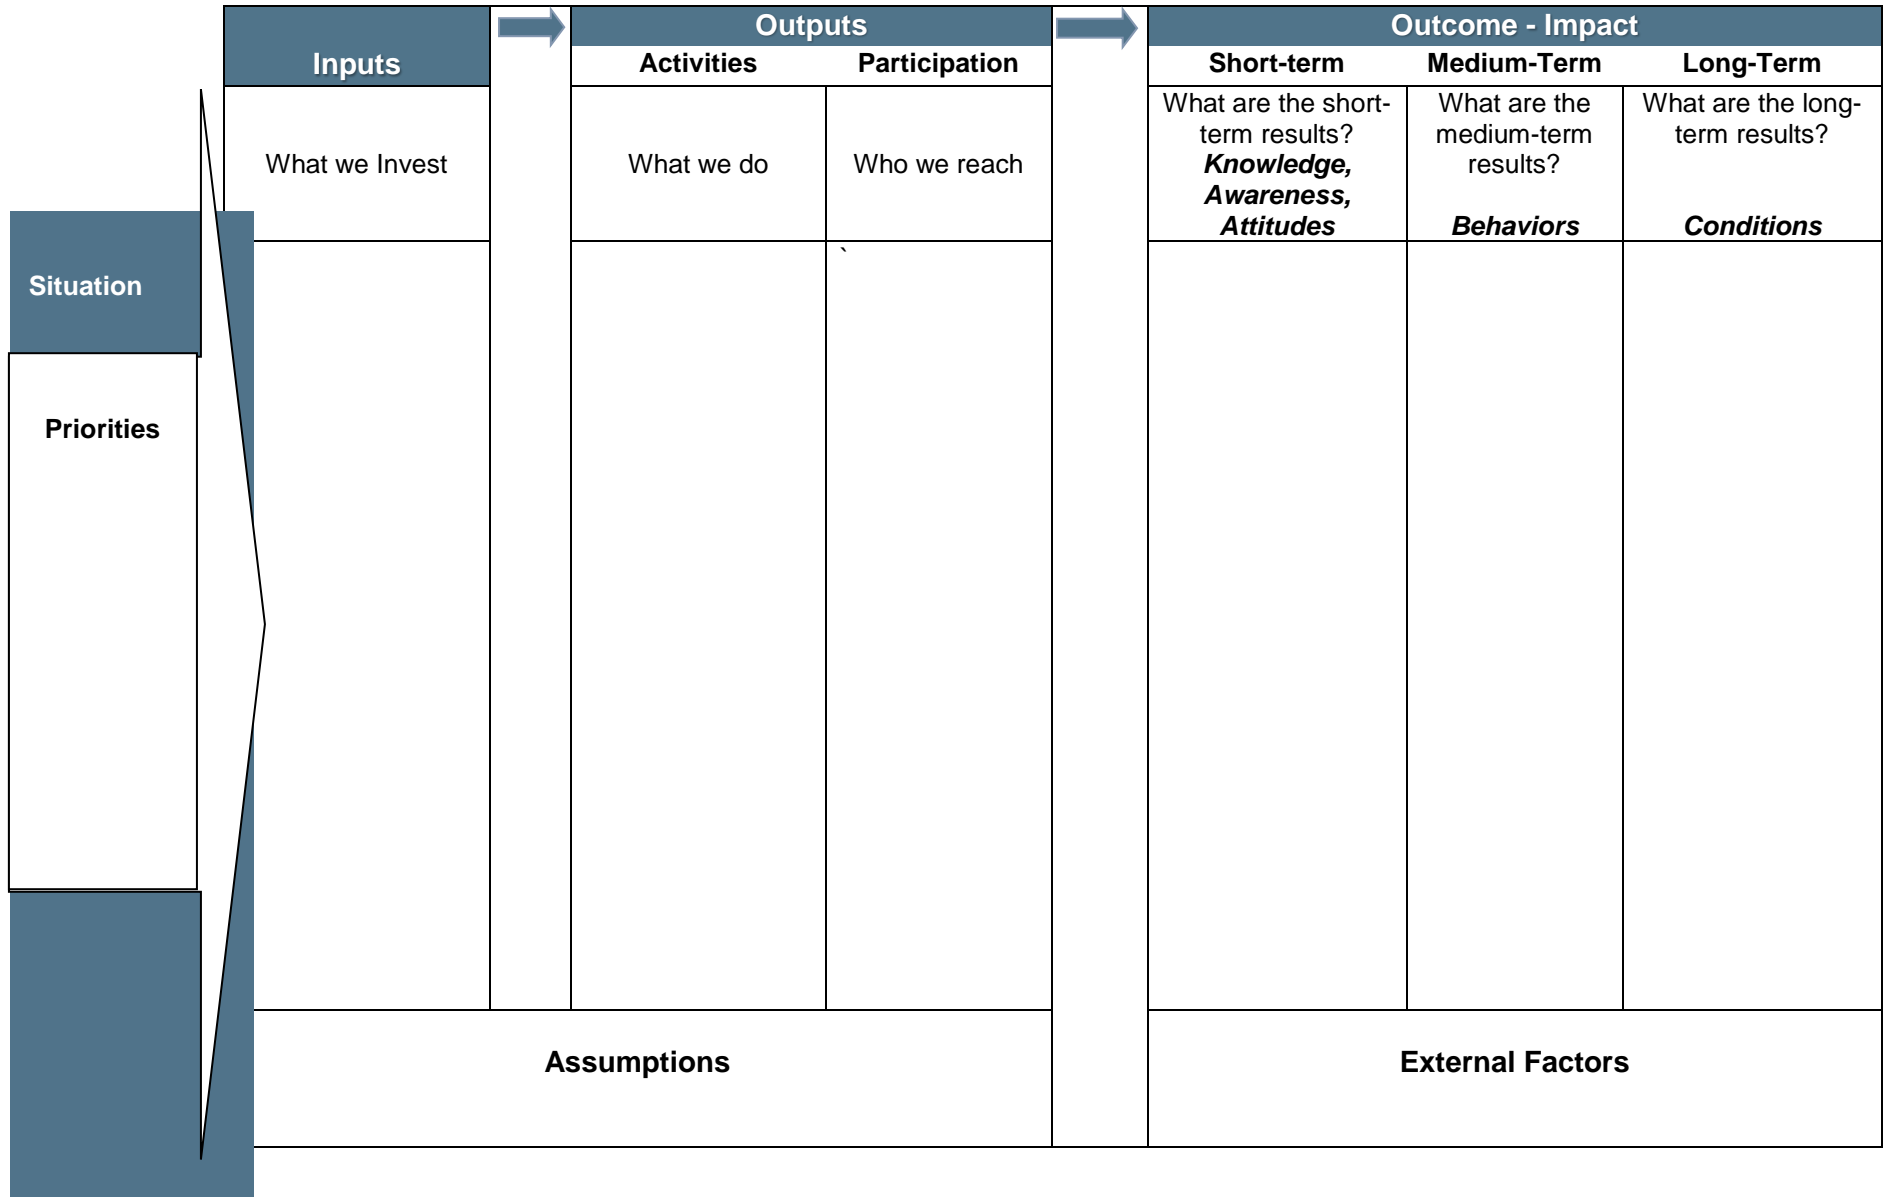 Outputs
Outcome - Impact
Inputs
Activities
Participation
Short-term
Medium-Term
Long-Term
What we Invest
What we do
Who we reach
What are the short-
term results?
Knowledge,
Awareness,
Attitudes
What are the
medium-term
results?
Behaviors
What are the long-
term results?
Conditions
`
Situation
Priorities
Assumptions
External Factors